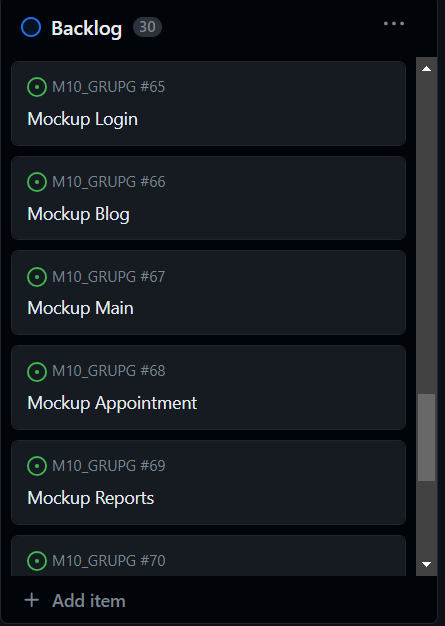 Backlog 30
M10_GRUPG #65
Mockup Login
M10_GRUPG #66
Mockup Blog
M10_GRUPG #67
Mockup Main
M10_GRUPG #68
Mockup Appointment
M10_GRUPG #69
Mockup Reports
M10_GRUPG #70
Add item